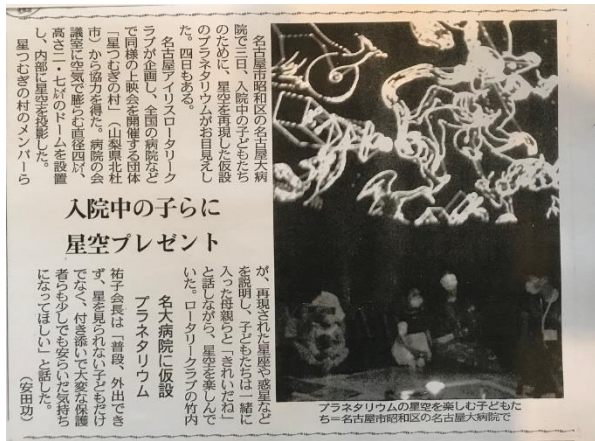 入院中の子らに
星空プレゼント
名大病院に仮設
プラネタリウム
名古屋市昭和区の名古屋大病
院で三日、入院中の子どもたち
のために、星空を再現した仮設
のプラネタリウムがお目見えし
た。四日もある。
名古屋アイリスロータリーク
ラブが企画し、全国の病院など
で同様の上映会を開催する団体
「星つむぎの村」（山梨県北杜
市）から協力を得た。病院の会
議室に空気で膨らむ直径四㍍、
高さ二・七㍍のドームを設置
し、内部に星空を投影した。
星つむぎの村のメンバーら
が、再現された星座や惑星など
を説明し、子どもたちは一緒に
入った母親らと「きれいだね」
と話しながら、星空を楽しんで
いた。ロータリークラブの竹内
祐子会長は「普段、外出でき
ず、星を見られない子どもだけ
でなく、付き添いで大変な保護
者らも少しでも安らいだ気持ち
になってほしい」と話した。
（安田功）
プラネタリウムの星空を楽しむ子どもた
ち＝名古屋市昭和区の名古屋大病院で